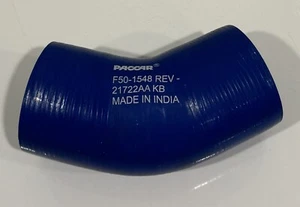 PACCAR
F50-1548 REV -
21722AA KB
MADE IN INDIA